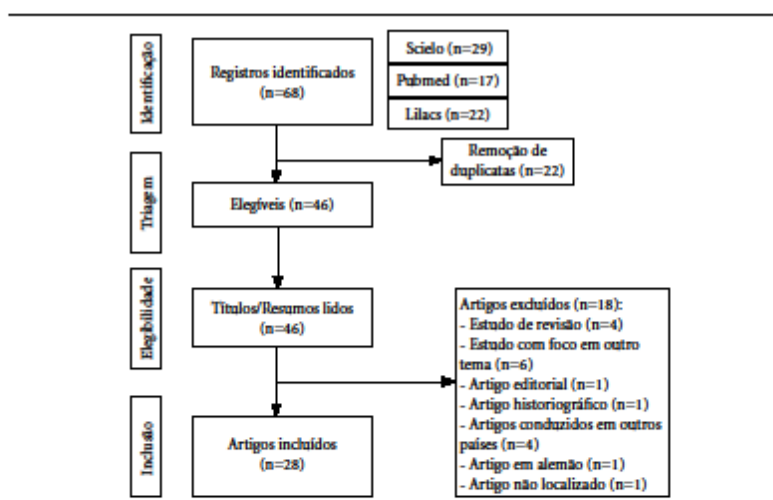 Identificação
Registros identificados
(n=68)
Scielo (n=29)
Pubmed (n=17)
Lilacs (n=22)
Remoção de
duplicatas (n=22)
Triagem
Elegíveis (n=46)
Elegibilidade
Títulos/Resumos lidos
(n=46)
Artigos excluídos (n=18):
- Estudo de revisão (n=4)
- Estudo com foco em outro
tema (n=6)
- Artigo editorial (n=1)
- Artigo historiográfico (n=1)
- Artigos conduzidos em outros
países (n=4)
- Artigo em alemão (n=1)
- Artigo não localizado (n=1)
Inclusão
Artigos incluídos
(n=28)